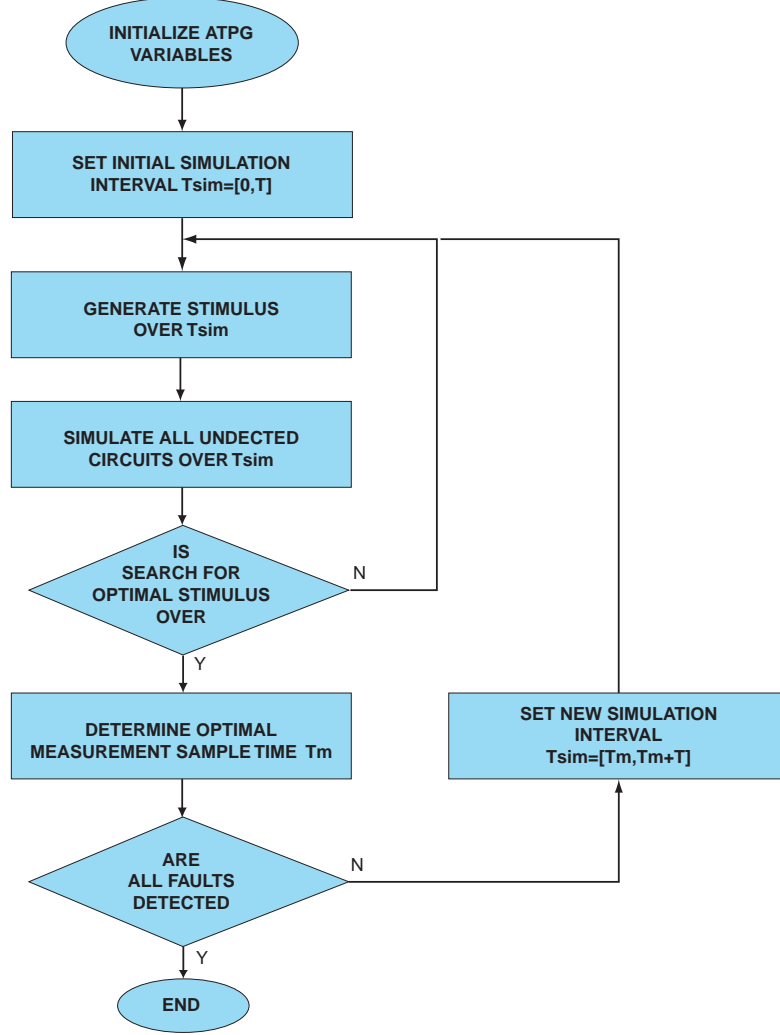 INITIALIZE ATPG
VARIABLES
SET INITIAL SIMULATION
INTERVAL Tsim=[0,T]
GENERATE STIMULUS
OVER Tsim
SIMULATE ALL UNDECTED
CIRCUITS OVER Tsim
IS
SEARCH FOR
OPTIMAL STIMULUS
OVER
N
Y
DETERMINE OPTIMAL
MEASUREMENT SAMPLE TIME Tm
SET NEW SIMULATION
INTERVAL
Tsim=[Tm,Tm+T]
ARE
ALL FAULTS
DETECTED
N
Y
END